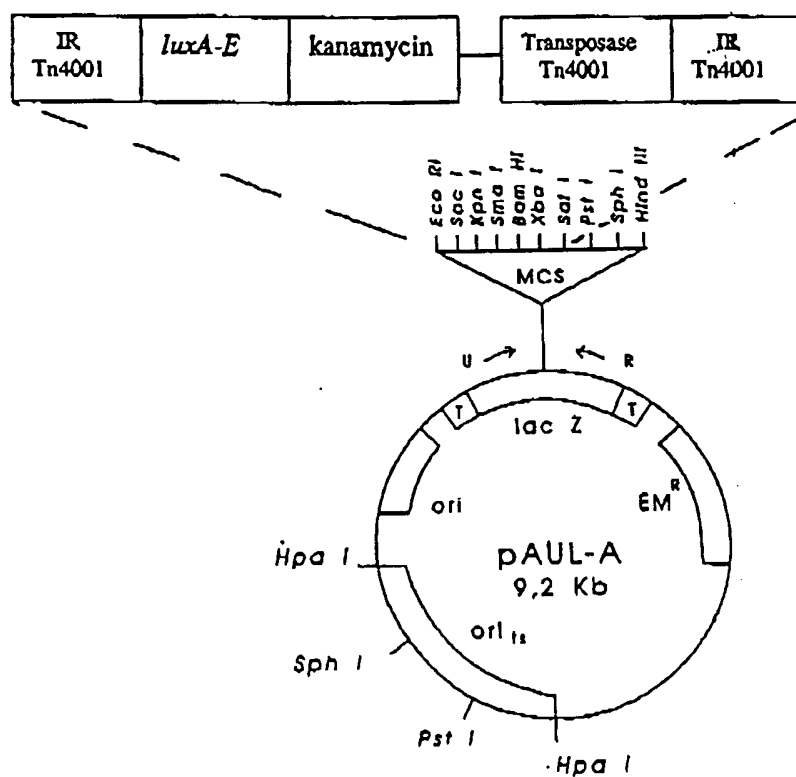 IR
Tn4001
luxA-E
kanamycin
Transposase
Tn4001
IR
Tn4001
Eco RI
Sac I
Kpn I
Sma I
Bam HI
Xba I
Sal I
Pst I
Sph I
Hind III
MCS
U
R
T
lac Z
T
ori
EM R
Hpa I
pAUL-A
9,2 Kb
ori ts
Sph I
Pst I
Hpa I